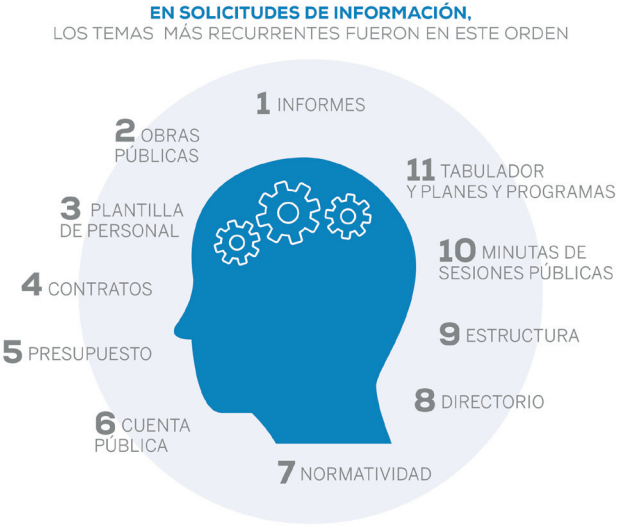 EN SOLICITUDES DE INFORMACIÓN,
LOS TEMAS MÁS RECURRENTES FUERON EN ESTE ORDEN
1 INFORMES
2 OBRAS
PÚBLICAS
3 PLANTILLA
DE PERSONAL
4 CONTRATOS
5 PRESUPUESTO
6 CUENTA
PÚBLICA
7 NORMATIVIDAD
8 DIRECTORIO
9 ESTRUCTURA
10 MINUTAS DE
SESIONES PÚBLICAS
11 TABULADOR
Y PLANES Y PROGRAMAS